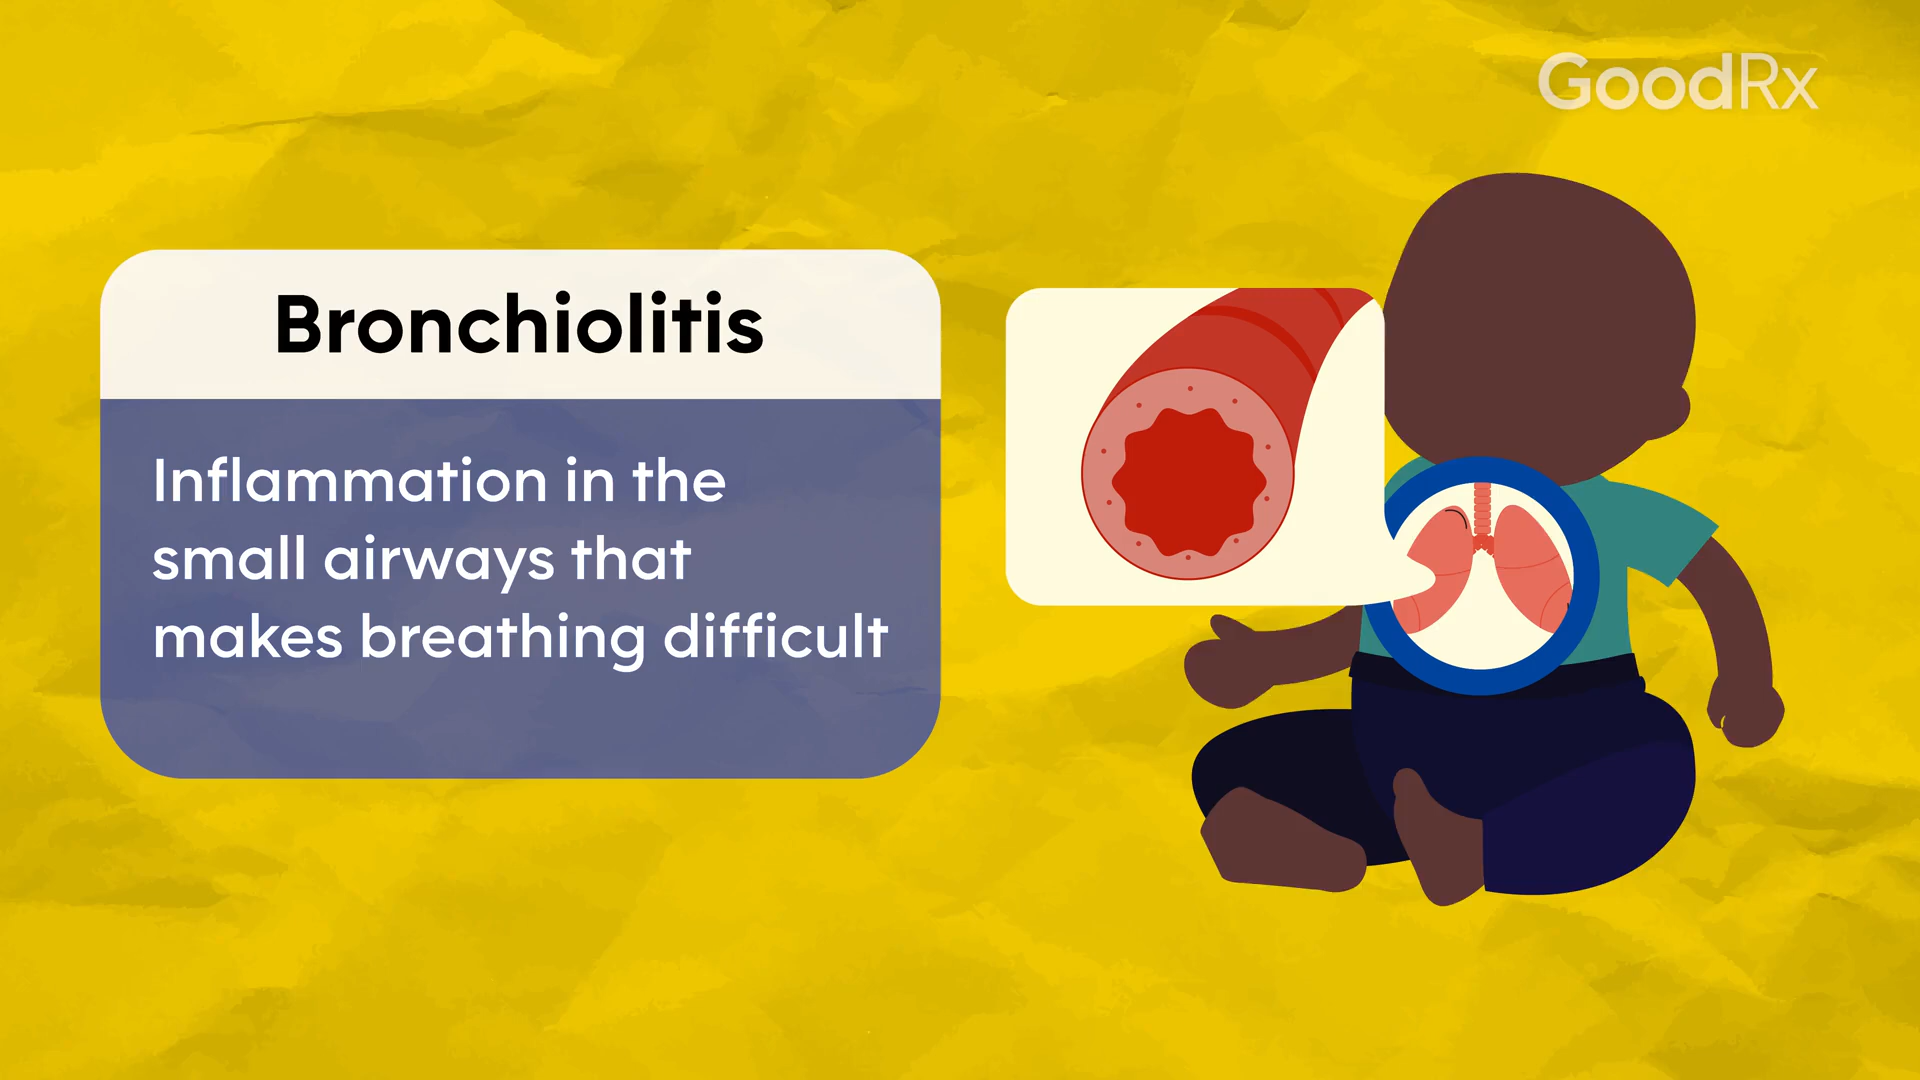 GoodRx
Bronchiolitis
Inflammation in the
small airways that
makes breathing difficult